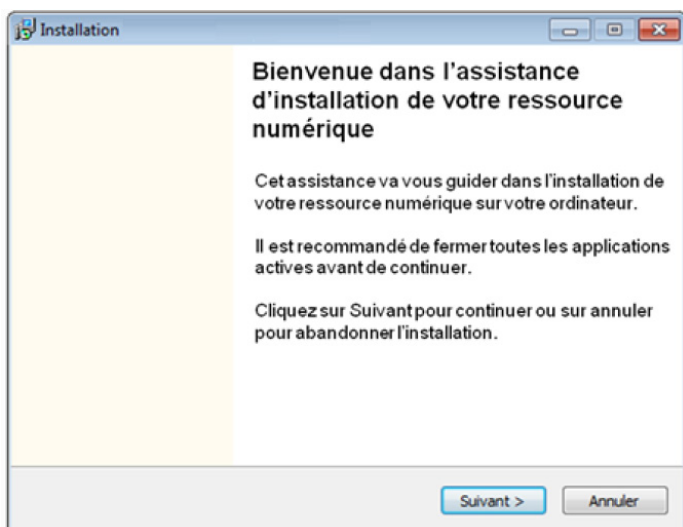 Installation
Bienvenue dans l'assistance
d'installation de votre ressource
numérique
Cet assistance va vous guider dans l'installation de
votre ressource numérique sur votre ordinateur.
Il est recommandé de fermer toutes les applications
actives avant de continuer.
Cliquez sur Suivant pour continuer ou sur annuler
pour abandonner l'installation.
Suivant >
Annuler